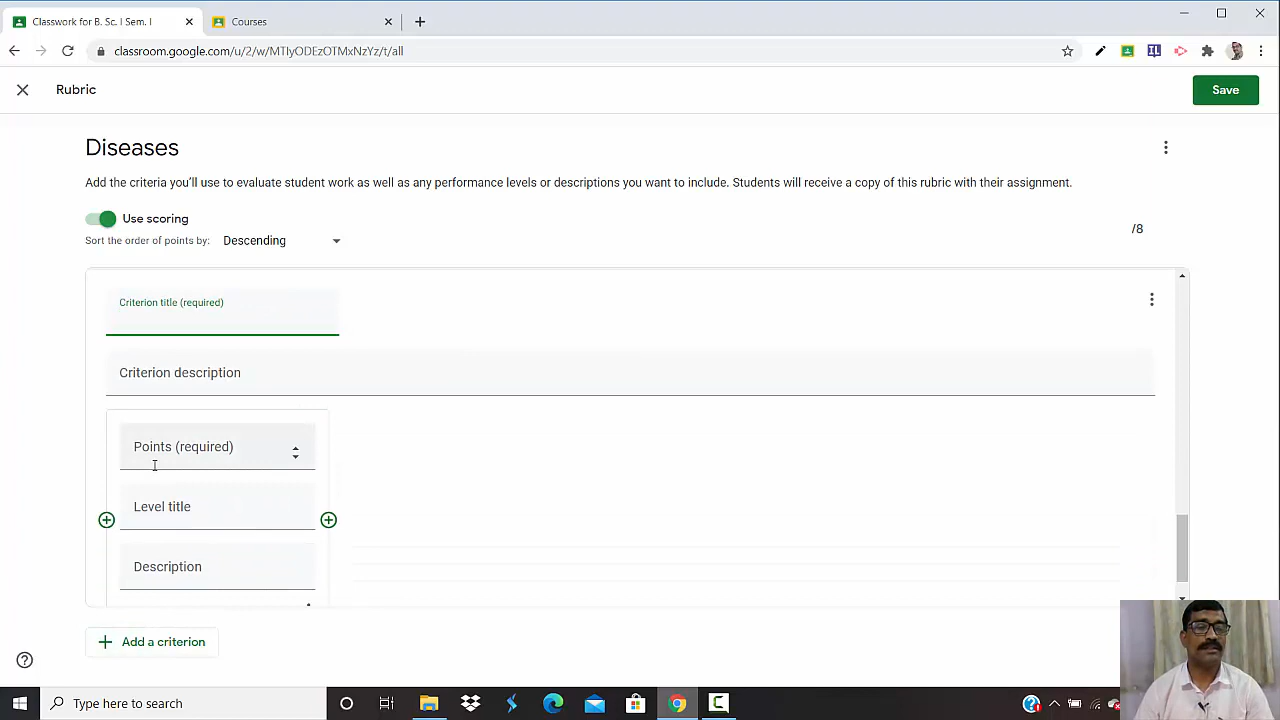 Classwork for B. Sc. I Sem. I
Courses
classroom.google.com/u/2/w/MTIyODEzOTMxNzYz/t/all
Rubric
Save
Diseases
Add the criteria you'll use to evaluate student work as well as any performance levels or descriptions you want to include. Students will receive a copy of this rubric with their assignment.
Use scoring
Sort the order of points by: Descending
/8
Criterion title (required)
Criterion description
Points (required)
Level title
Description
Add a criterion
Type here to search